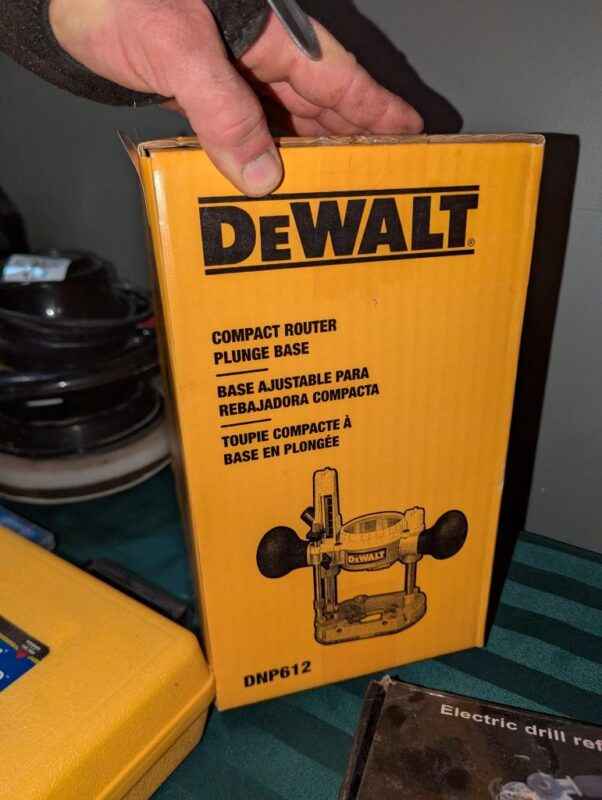 DEWALT®
COMPACT ROUTER
PLUNGE BASE
BASE AJUSTABLE PARA
REBAJADORA COMPACTA
TOUPIE COMPACTE À
BASE EN PLONGÉE
DEWALT
DNP612
Electric drill